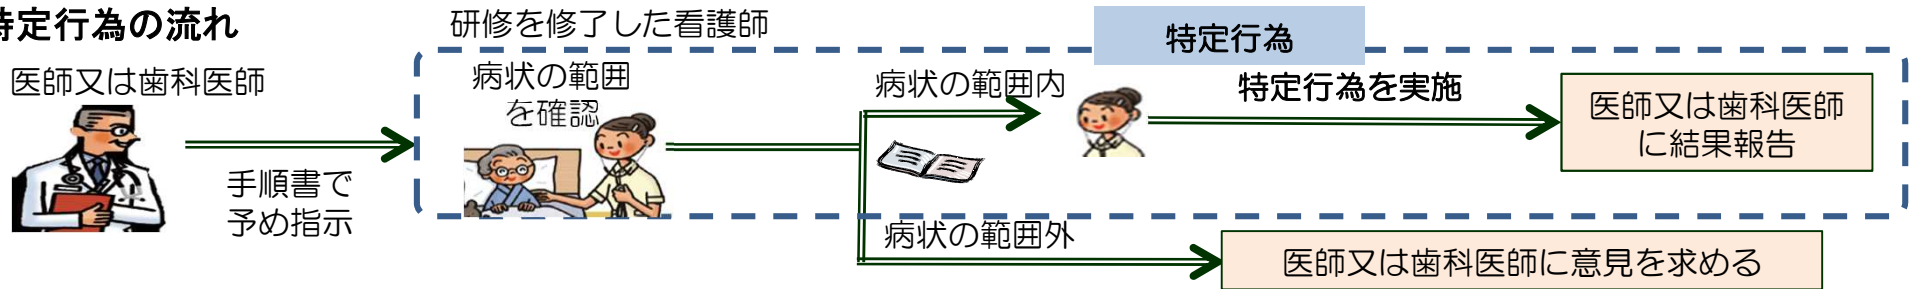 特定行為の流れ
研修を修了した看護師
特定行為
医師又は歯科医師
手順書で
予め指示
病状の範囲
を確認
病状の範囲内
特定行為を実施
医師又は歯科医師
に結果報告
病状の範囲外
医師又は歯科医師に意見を求める